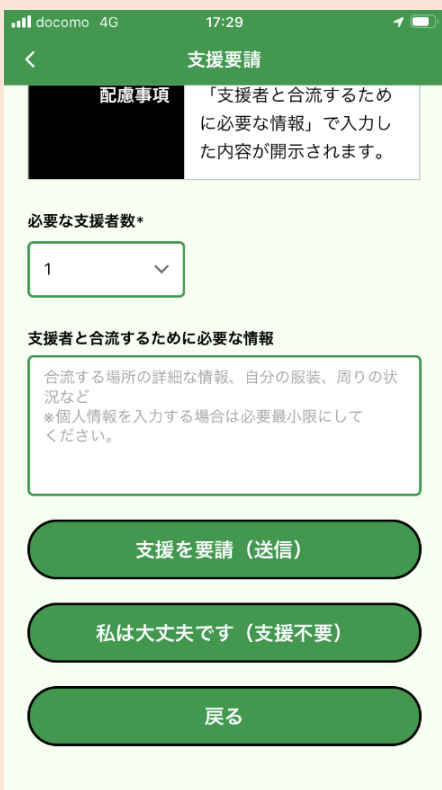 docomo 4G 17:29
支援要請
配慮事項
「支援者と合流するため
に必要な情報」で入力し
た内容が開示されます。
必要な支援者数*
1
支援者と合流するために必要な情報
合流する場所の詳細な情報、自分の服装、周りの状
況など
※個人情報を入力する場合は必要最小限にして
ください。
支援を要請（送信）
私は大丈夫です（支援不要）
戻る